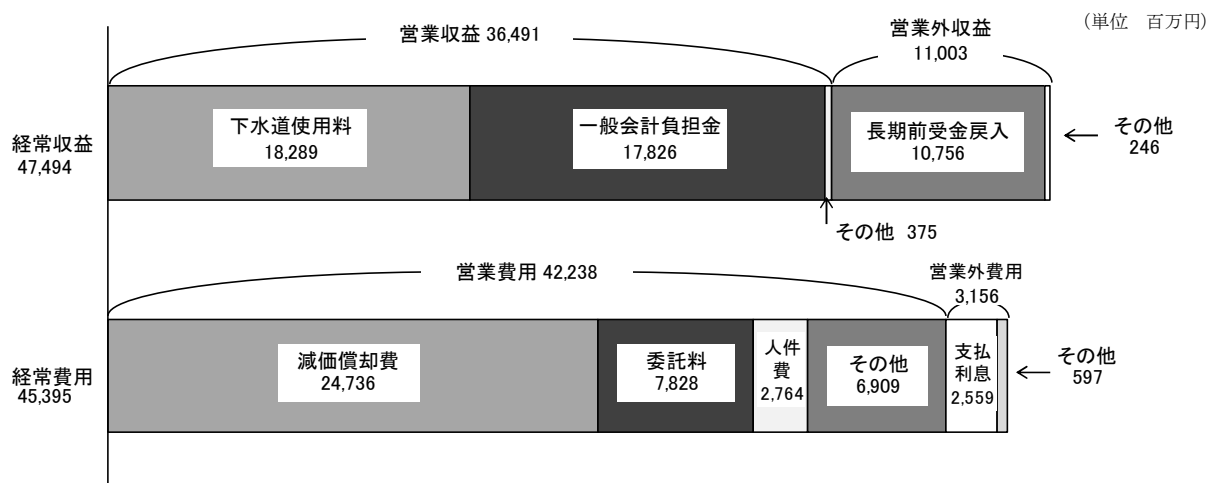 (単位　百万円)
営業収益 36,491
営業外収益
11,003
経常収益
47,494
下水道使用料
18,289
一般会計負担金
17,826
長期前受金戻入
10,756
その他
246
その他 375
営業費用 42,238
営業外費用
3,156
経常費用
45,395
減価償却費
24,736
委託料
7,828
人件
費
2,764
その他
6,909
支払
利息
2,559
その他
597